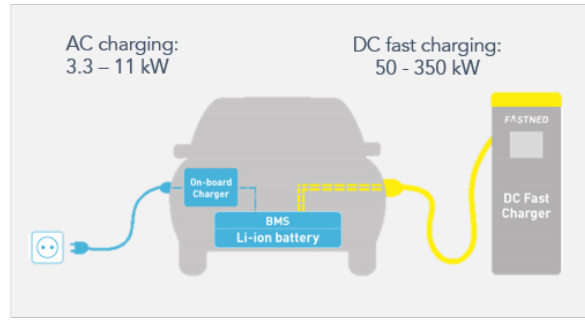 AC charging:
3.3 – 11 kW
DC fast charging:
50 - 350 kW
FASTNED
On-board
Charger
DC Fast
Charger
BMS
Li-ion battery